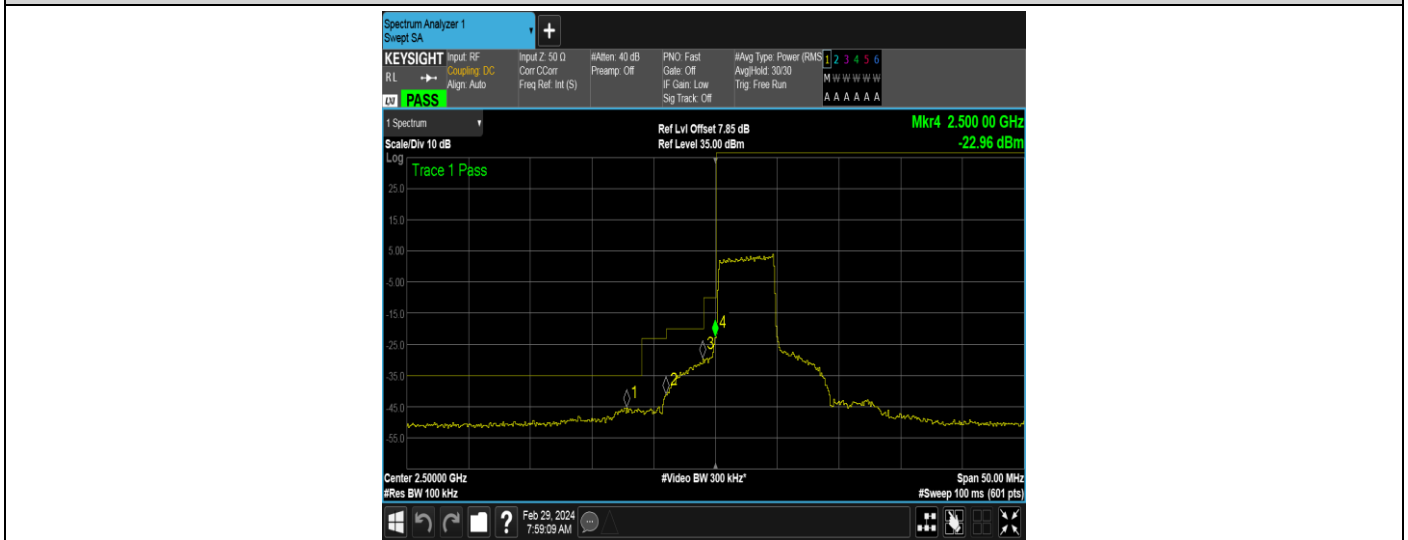 Spectrum Analyzer 1
Swept SA
+
KEYSIGHT
RL
PASS
Input: RF
Coupling: DC
Align: Auto
Input Z: 50 Ω
Corr CCorr
Freq Ref: Int (S)
#Atten: 40 dB
Preamp: Off
PNO: Fast
Gate: Off
IF Gain: Low
Sig Track: Off
#Avg Type: Power (RMS
Avg|Hold: 30/30
Trig: Free Run
1 2 3 4 5 6
M W W W W W
A A A A A A
1 Spectrum
Scale/Div 10 dB
Ref Lvl Offset 7.85 dB
Ref Level 35.00 dBm
Mkr4 2.500 00 GHz
-22.96 dBm
Log
Trace 1 Pass
25.0
15.0
5.00
-5.00
-15.0
-25.0
-35.0
-45.0
-55.0
4
3
2
1
Center 2.50000 GHz
#Res BW 100 kHz
#Video BW 300 kHz*
Span 50.00 MHz
#Sweep 100 ms (601 pts)
?
Feb 29, 2024
7:59:09 AM